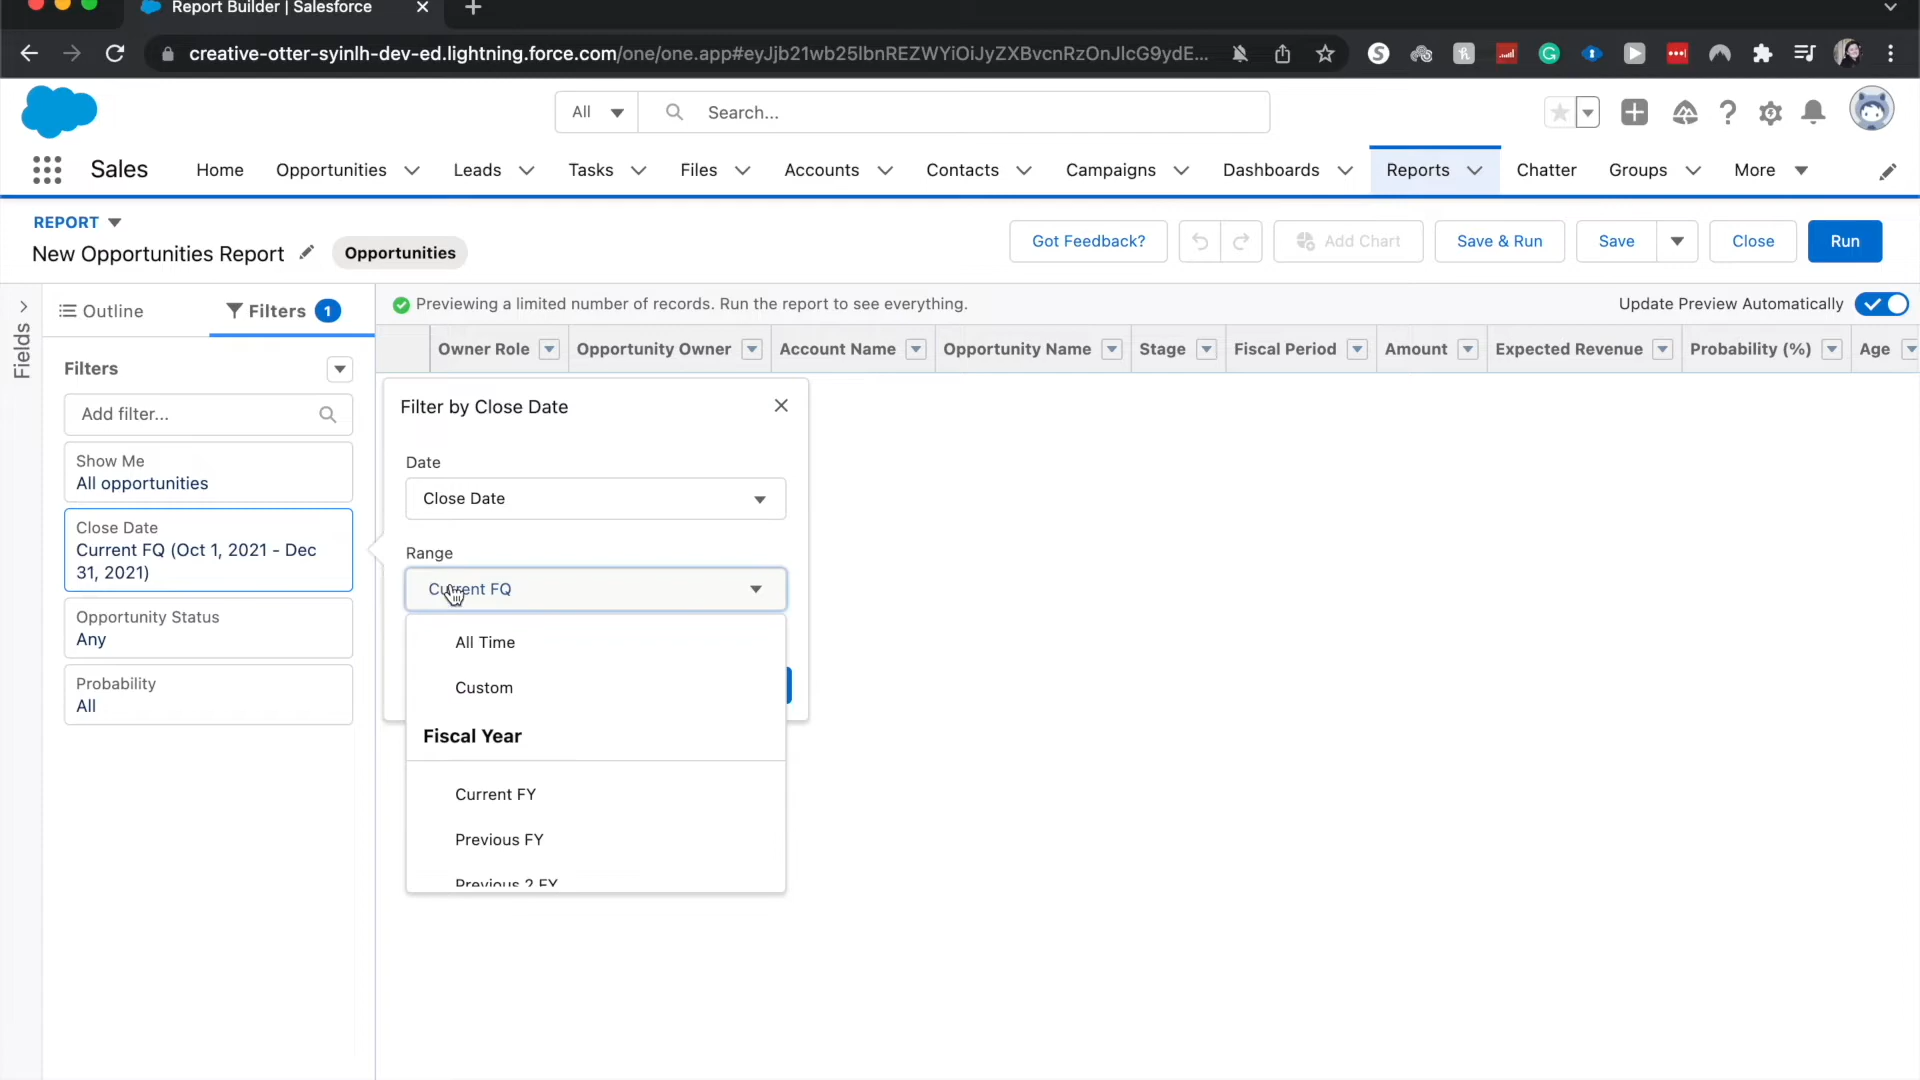 Report Builder | Salesforce
creative-otter-syinlh-dev-ed.lightning.force.com/one/one.app#eyJjb21wb25lbnREZWYiOiJyZXBvcnRzOnJlcG9ydE...
All
Search...
Sales
Home
Opportunities
Leads
Tasks
Files
Accounts
Contacts
Campaigns
Dashboards
Reports
Chatter
Groups
More
REPORT
New Opportunities Report
Opportunities
Got Feedback?
Add Chart
Save & Run
Save
Close
Run
Fields
Outline
Filters 1
Previewing a limited number of records. Run the report to see everything.
Update Preview Automatically
Owner Role
Opportunity Owner
Account Name
Opportunity Name
Stage
Fiscal Period
Amount
Expected Revenue
Probability (%)
Age
Filters
Add filter...
Show Me
All opportunities
Close Date
Current FQ (Oct 1, 2021 - Dec
31, 2021)
Opportunity Status
Any
Probability
All
Filter by Close Date
Date
Close Date
Range
Current FQ
All Time
Custom
Fiscal Year
Current FY
Previous FY
Previous 2 FY